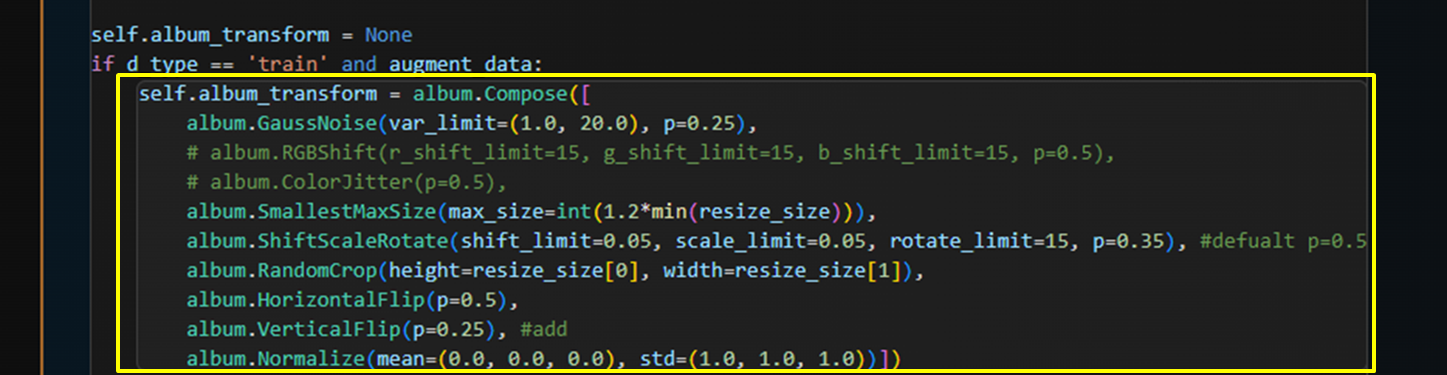 self.album_transform = None
if d type == 'train' and augment data:
self.album_transform = album.Compose([
album.GaussNoise(var_limit=(1.0, 20.0), p=0.25),
# album.RGBShift(r_shift_limit=15, g_shift_limit=15, b_shift_limit=15, p=0.5),
# album.ColorJitter(p=0.5),
album.SmallestMaxSize(max_size=int(1.2*min(resize_size))),
album.ShiftScaleRotate(shift_limit=0.05, scale_limit=0.05, rotate_limit=15, p=0.35), #defualt p=0.5
album.RandomCrop(height=resize_size[0], width=resize_size[1]),
album.HorizontalFlip(p=0.5),
album.VerticalFlip(p=0.25), #add
album.Normalize(mean=(0.0, 0.0, 0.0), std=(1.0, 1.0, 1.0))])